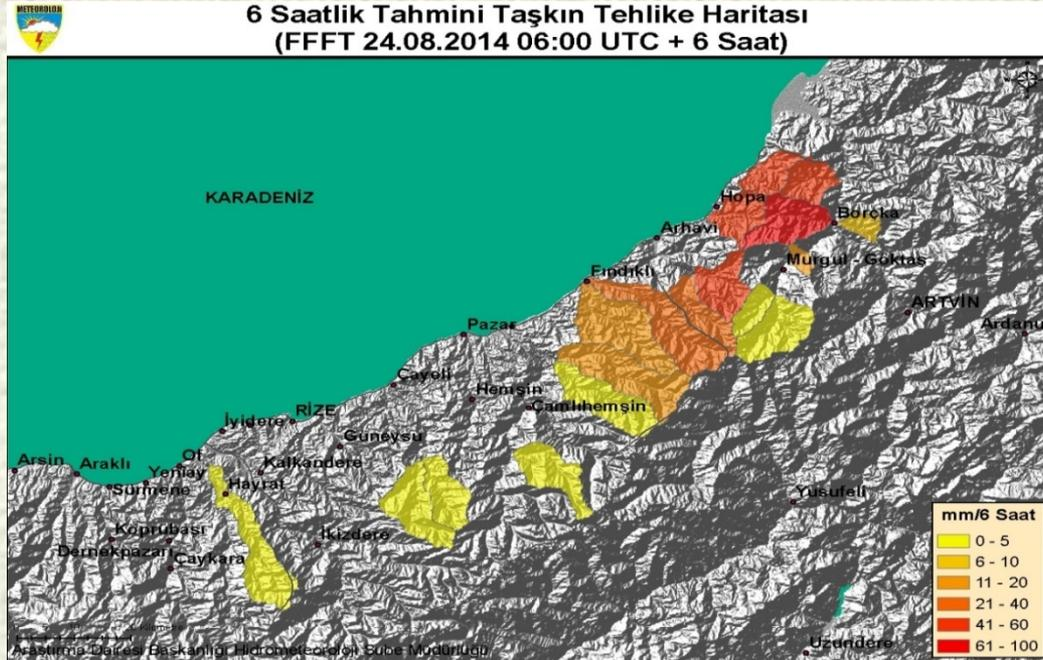 METEOROLOJİ
6 Saatlik Tahmini Taşkın Tehlike Haritası
(FFFT 24.08.2014 06:00 UTC + 6 Saat)
KARADENİZ
Hopa
Borçka
Arhavi
Murgul - Göktaş
Fındıklı
ARTVİN
Pazar
Ardanu
Çayeli
Hemşin
Çamlıhemşin
RİZE
İyidere
Güneysu
Of
Arsin
Araklı
Yeniay
Kalkandere
Sürmene
Hayrat
Yusufeli
Köprübaşı
İkizdere
Dernekpazarı
Çaykara
mm/6 Saat
0 - 5
6 - 10
11 - 20
21 - 40
41 - 60
61 - 100
Uzundere
Araştırma Dairesi Başkanlığı Hidrometeoroloji Şube Müdürlüğü